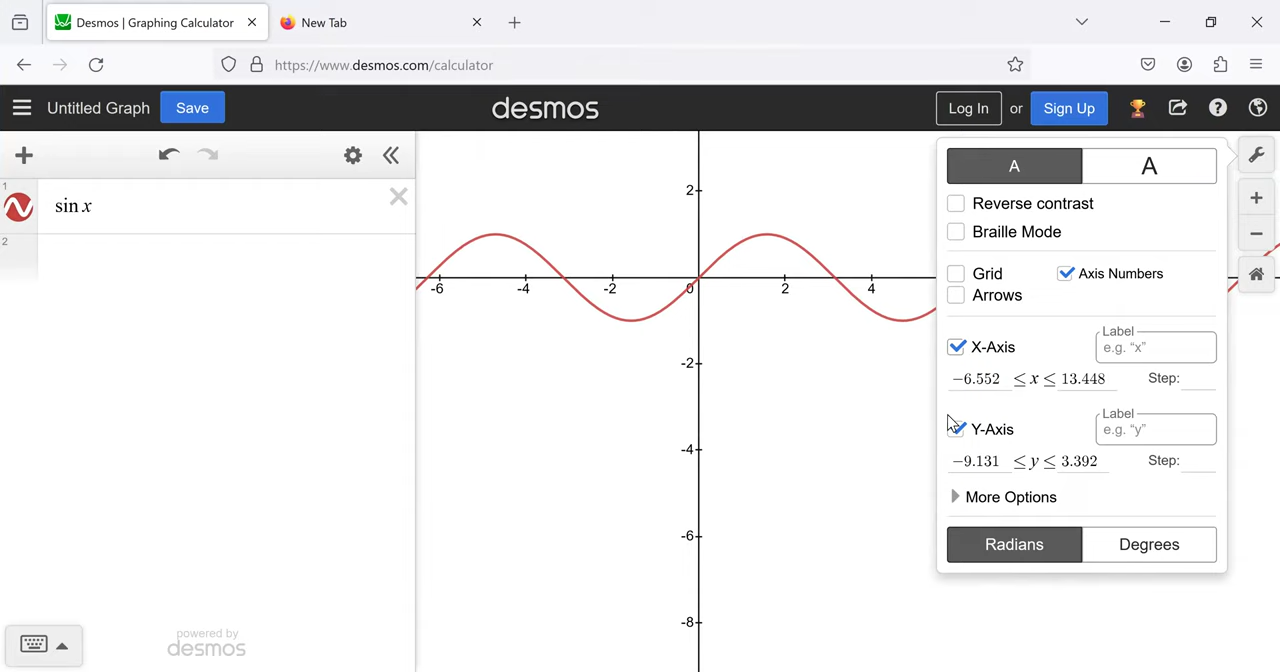 Desmos | Graphing Calculator
New Tab
https://www.desmos.com/calculator
Untitled Graph
Save
desmos
Log In or Sign Up
1
sin x
2
powered by
desmos
2
-6 -4 -2 0 2 4
-2
-4
-6
-8
A A
Reverse contrast
Braille Mode
Grid
Axis Numbers
Arrows
X-Axis
Label
e.g. “x”
−6.552 ≤ x ≤ 13.448 Step:
Y-Axis
Label
e.g. “y”
−9.131 ≤ y ≤ 3.392 Step:
More Options
Radians Degrees